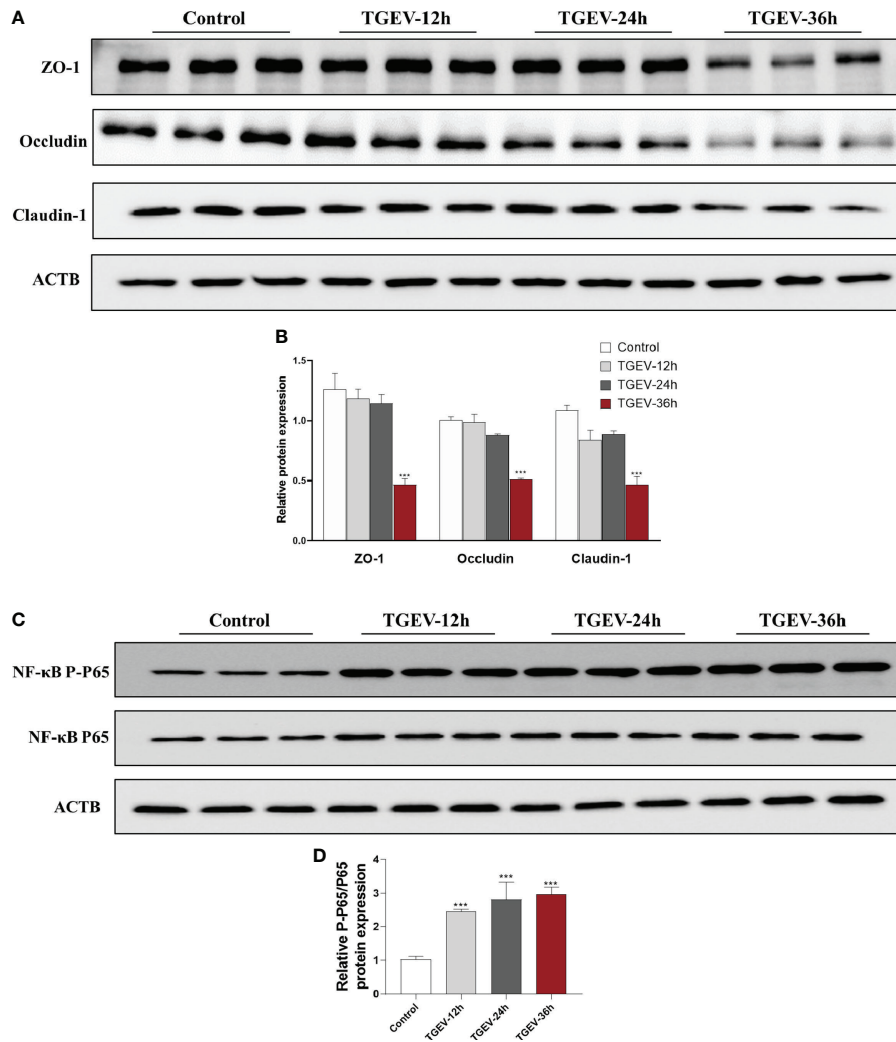 A
Control TGEV-12h TGEV-24h TGEV-36h
ZO-1
Occludin
Claudin-1
ACTB
B
Control
TGEV-12h
TGEV-24h
TGEV-36h
Relative protein expression
1.5
1.0
0.5
0.0
*** *** ***
ZO-1 Occludin Claudin-1
C
Control TGEV-12h TGEV-24h TGEV-36h
NF-κB P-P65
NF-κB P65
ACTB
D
Relative P-P65/P65
protein expression
4
3
2
1
0
*** *** ***
Control TGEV-12h TGEV-24h TGEV-36h